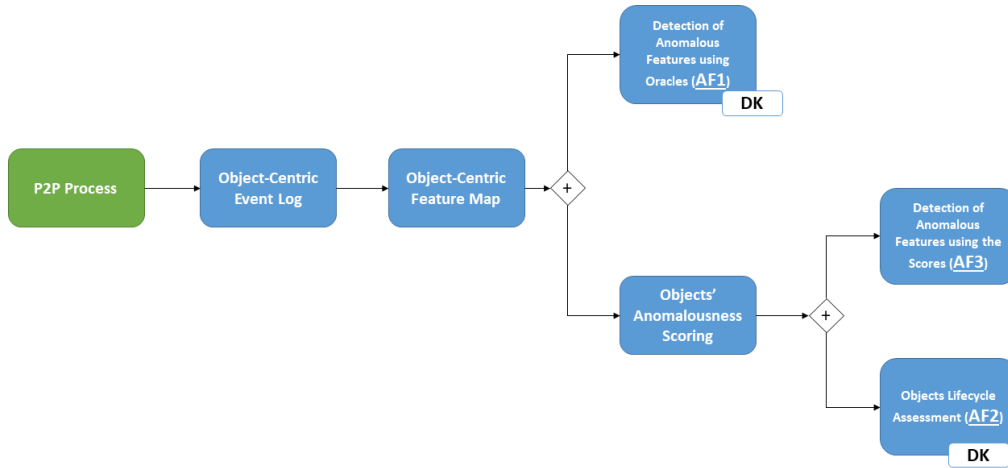 P2P Process
Object-Centric
Event Log
Object-Centric
Feature Map
+
Detection of
Anomalous
Features using
Oracles (AF1)
DK
Objects'
Anomalousness
Scoring
+
Detection of
Anomalous
Features using the
Scores (AF3)
Objects Lifecycle
Assessment (AF2)
DK